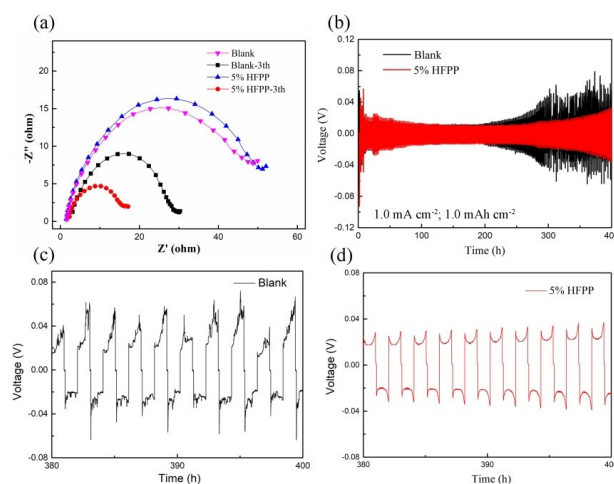 (a)
Blank
Blank-3th
5% HFPP
5% HFPP-3th
25
20
15
10
5
0
-Z'' (ohm)
0
20
40
60
Z' (ohm)
(b)
Blank
5% HFPP
0.12
0.08
0.04
0.00
-0.04
-0.08
-0.12
Voltage (V)
1.0 mA cm⁻²; 1.0 mAh cm⁻²
0
100
200
300
40
Time (h)
(c)
Blank
0.08
0.04
0.00
-0.04
-0.08
Voltage (V)
380
390
400
Time (h)
(d)
5% HFPP
0.08
0.04
0.00
-0.04
-0.08
Voltage (V)
380
390
40
Time (h)